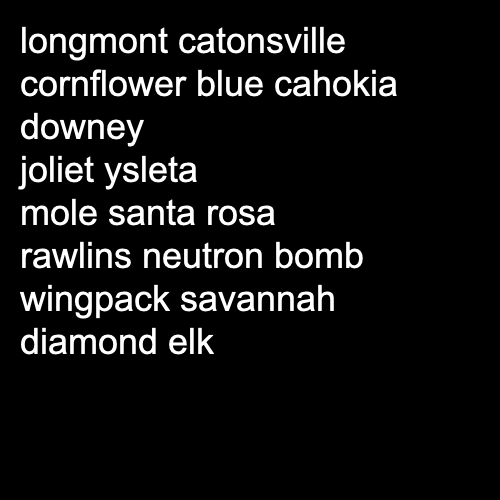 longmont catonsville
cornflower blue cahokia
downey
joliet ysleta
mole santa rosa
rawlins neutron bomb
wingpack savannah
diamond elk